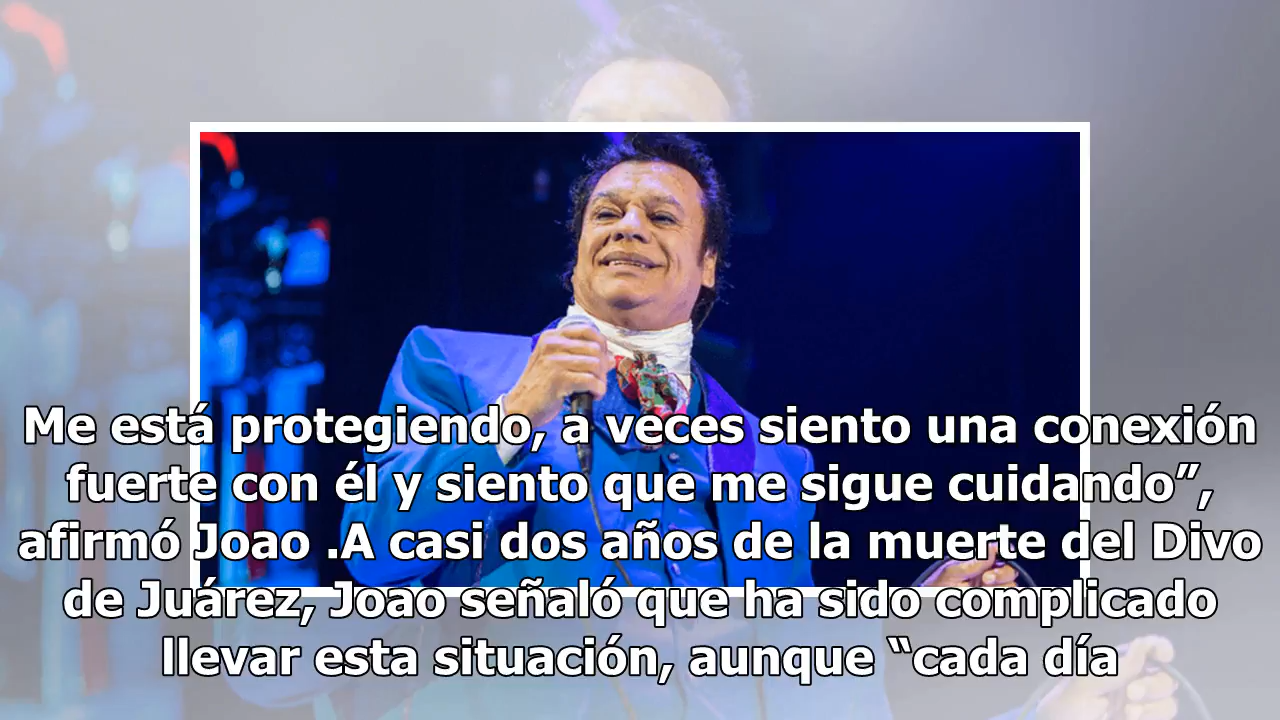 Me está protegiendo, a veces siento una conexión
fuerte con él y siento que me sigue cuidando”,
afirmó Joao .A casi dos años de la muerte del Divo
de Juárez, Joao señaló que ha sido complicado
llevar esta situación, aunque “cada día